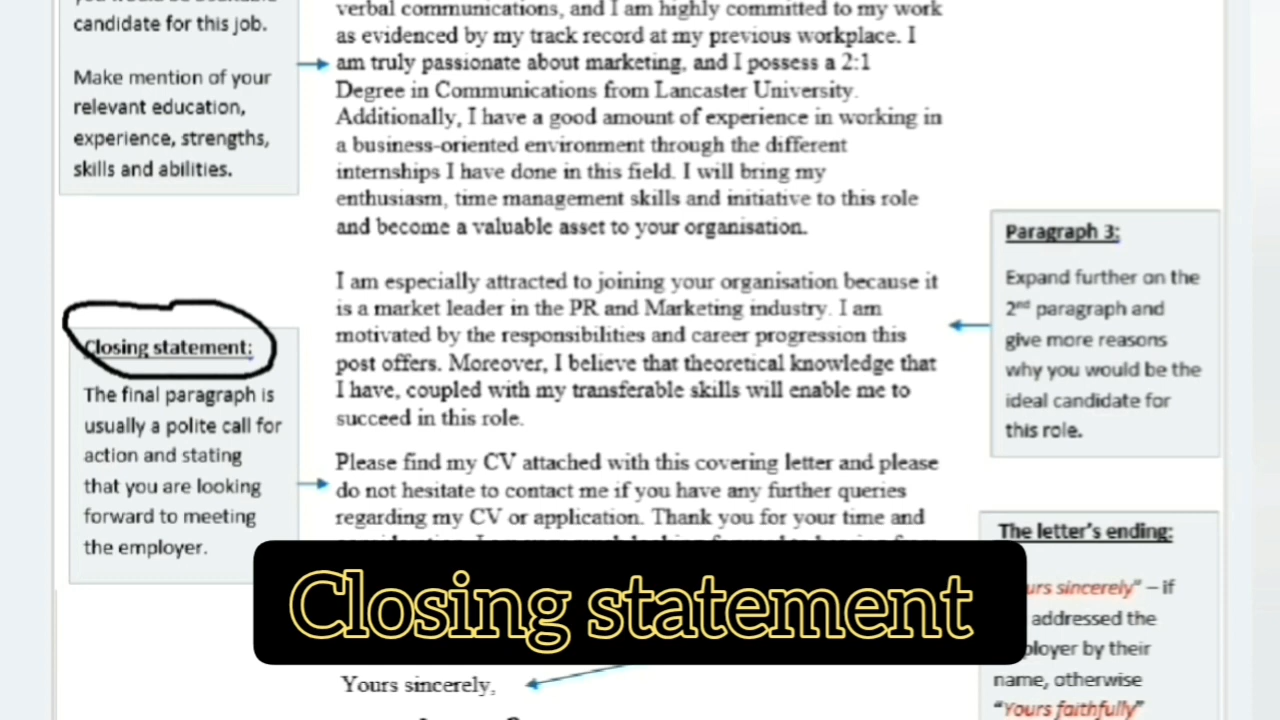 candidate for this job.
Make mention of your
relevant education,
experience, strengths,
skills and abilities.
verbal communications, and I am highly committed to my work
as evidenced by my track record at my previous workplace. I
am truly passionate about marketing, and I possess a 2:1
Degree in Communications from Lancaster University.
Additionally, I have a good amount of experience in working in
a business-oriented environment through the different
internships I have done in this field. I will bring my
enthusiasm, time management skills and initiative to this role
and become a valuable asset to your organisation.
Paragraph 3:
Expand further on the
2nd paragraph and
give more reasons
why you would be the
ideal candidate for
this role.
I am especially attracted to joining your organisation because it
is a market leader in the PR and Marketing industry. I am
motivated by the responsibilities and career progression this
post offers. Moreover, I believe that theoretical knowledge that
I have, coupled with my transferable skills will enable me to
succeed in this role.
Closing statement:
The final paragraph is
usually a polite call for
action and stating
that you are looking
forward to meeting
the employer.
Please find my CV attached with this covering letter and please
do not hesitate to contact me if you have any further queries
regarding my CV or application. Thank you for your time and
The letter's ending:
sincerely" – if
addressed the
by their
name, otherwise
"Yours faithfully"
Closing statement
Yours sincerely,